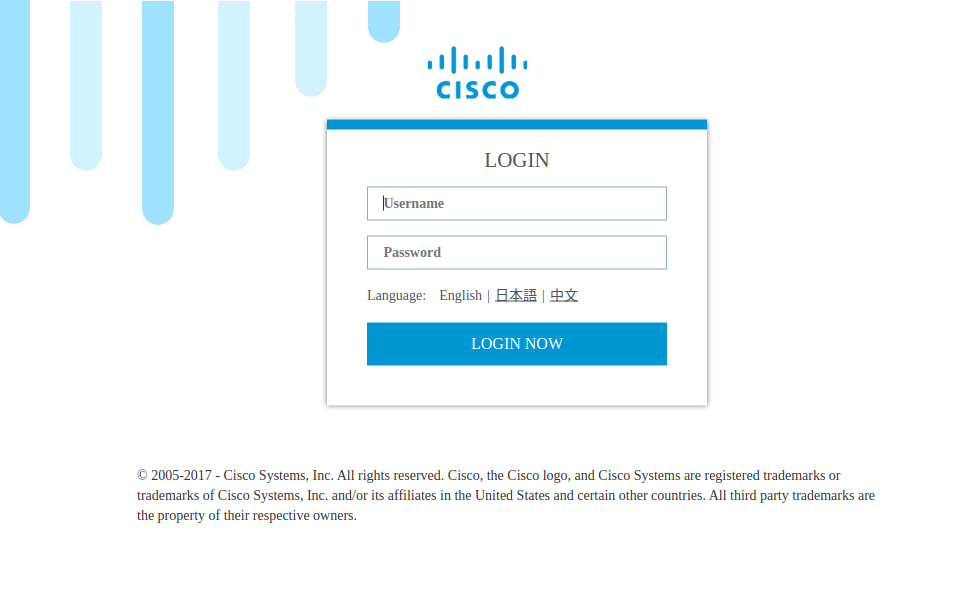 CISCO
LOGIN
Username
Password
Language: English | 日本語 | 中文
LOGIN NOW
© 2005-2017 - Cisco Systems, Inc. All rights reserved. Cisco, the Cisco logo, and Cisco Systems are registered trademarks or
trademarks of Cisco Systems, Inc. and/or its affiliates in the United States and certain other countries. All third party trademarks are
the property of their respective owners.